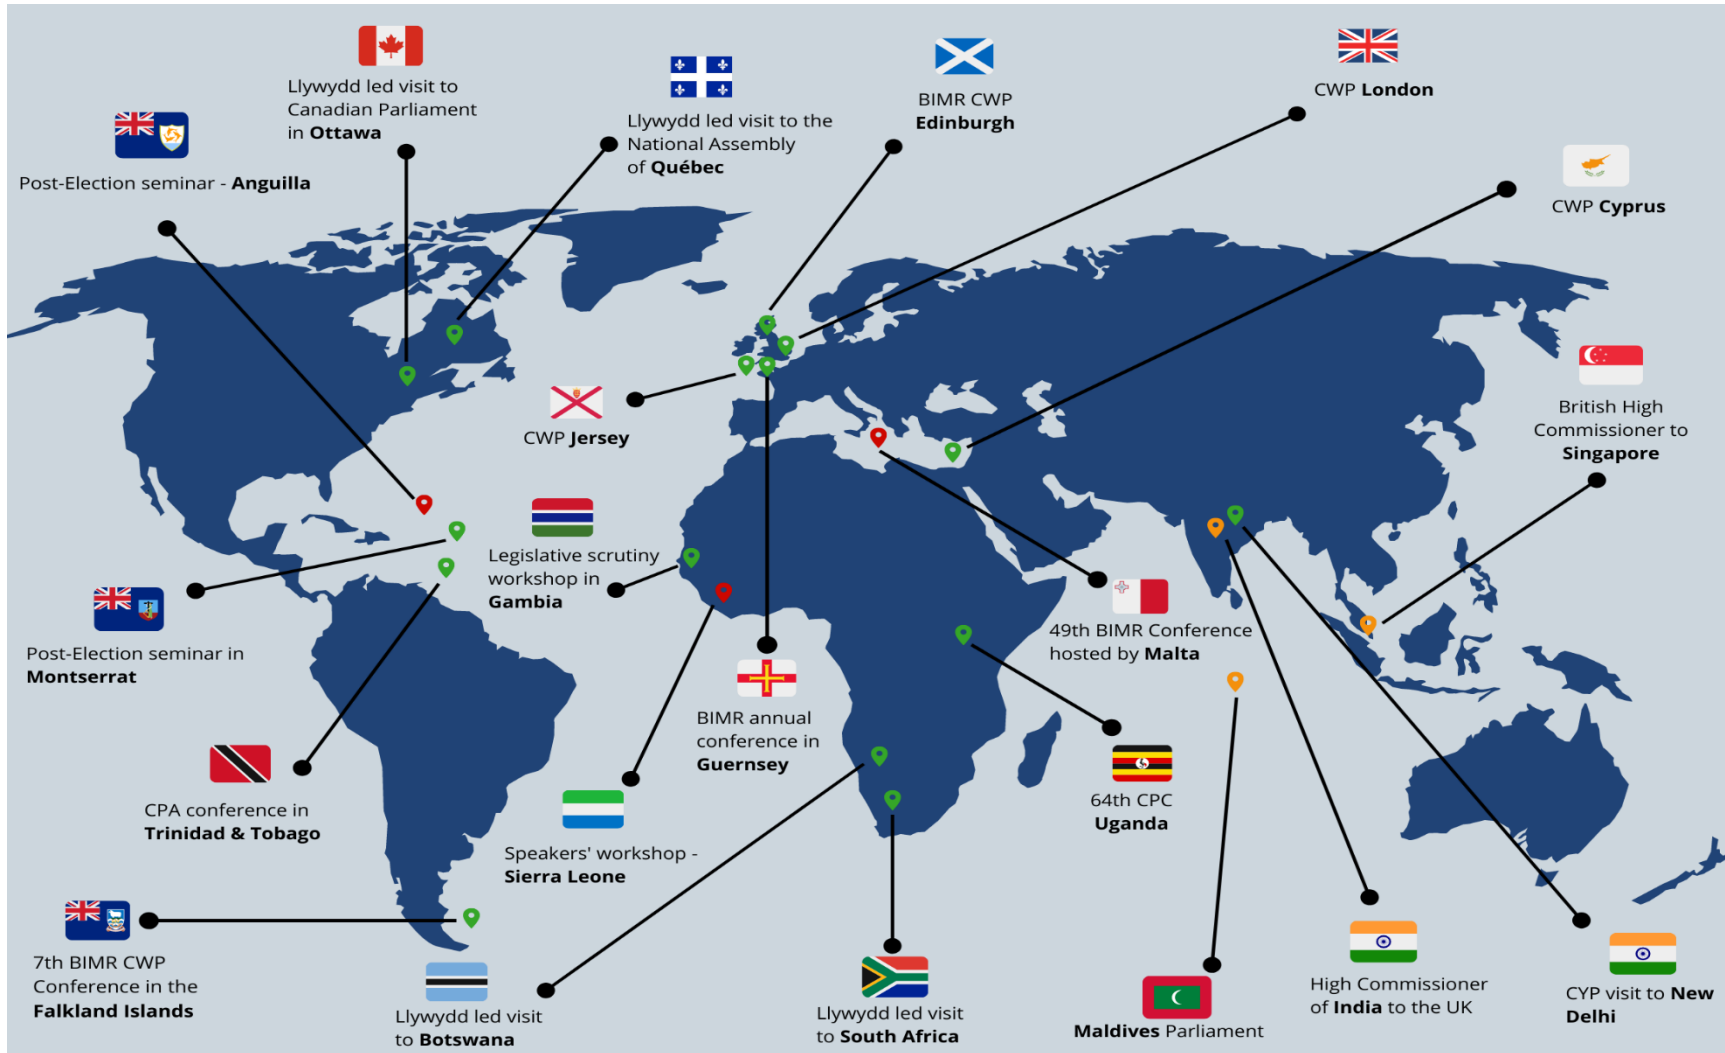 Llywydd led visit to
Canadian Parliament
in Ottawa
Llywydd led visit to the
National Assembly
of Québec
BIMR CWP
Edinburgh
CWP London
Post-Election seminar - Anguilla
CWP Cyprus
CWP Jersey
British High
Commissioner to
Singapore
Legislative scrutiny
workshop in
Gambia
49th BIMR Conference
hosted by Malta
Post-Election seminar in
Montserrat
BIMR annual
conference in
Guernsey
CPA conference in
Trinidad & Tobago
64th CPC
Uganda
Speakers' workshop -
Sierra Leone
7th BIMR CWP
Conference in the
Falkland Islands
Llywydd led visit
to Botswana
Llywydd led visit
to South Africa
Maldives Parliament
High Commissioner
of India to the UK
CYP visit to New
Delhi